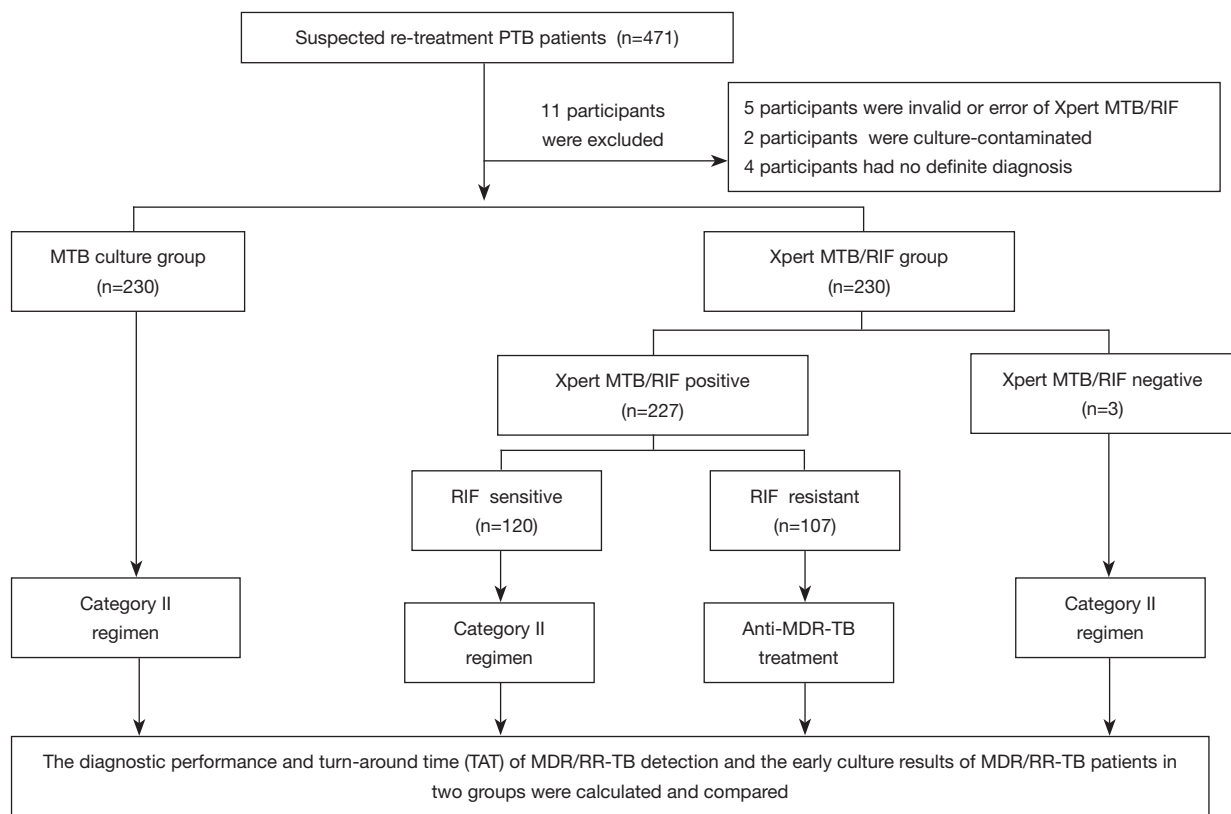 Suspected re-treatment PTB patients (n=471)
11 participants
were excluded
5 participants were invalid or error of Xpert MTB/RIF
2 participants were culture-contaminated
4 participants had no definite diagnosis
MTB culture group
(n=230)
Xpert MTB/RIF group
(n=230)
Xpert MTB/RIF positive
(n=227)
Xpert MTB/RIF negative
(n=3)
RIF sensitive
(n=120)
RIF resistant
(n=107)
Category II
regimen
Category II
regimen
Anti-MDR-TB
treatment
Category II
regimen
The diagnostic performance and turn-around time (TAT) of MDR/RR-TB detection and the early culture results of MDR/RR-TB patients in
two groups were calculated and compared